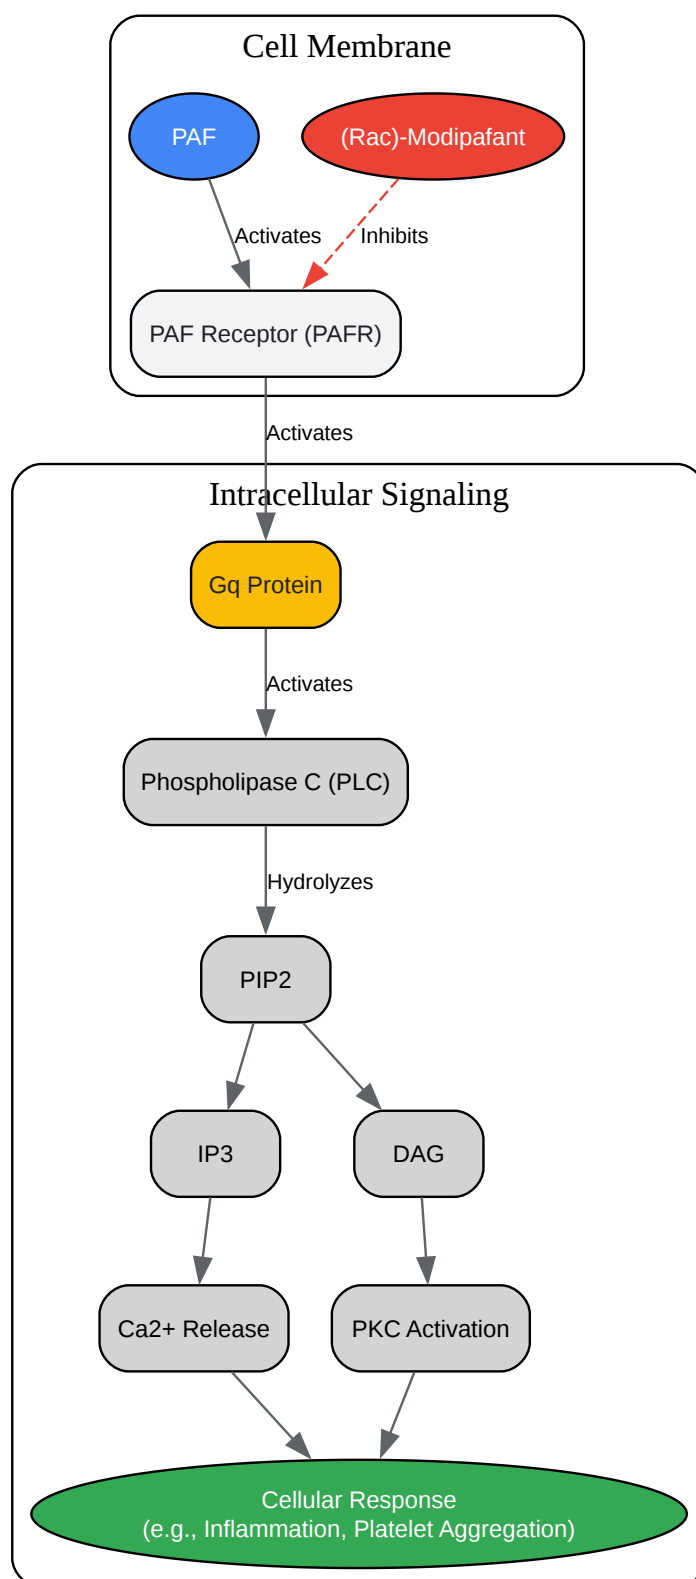 Cell Membrane
PAF
(Rac)-Modipafant
Activates
Inhibits
PAF Receptor (PAFR)
Activates
Intracellular Signaling
Gq Protein
Activates
Phospholipase C (PLC)
Hydrolyzes
PIP2
IP3
DAG
Ca2+ Release
PKC Activation
Cellular Response
(e.g., Inflammation, Platelet Aggregation)